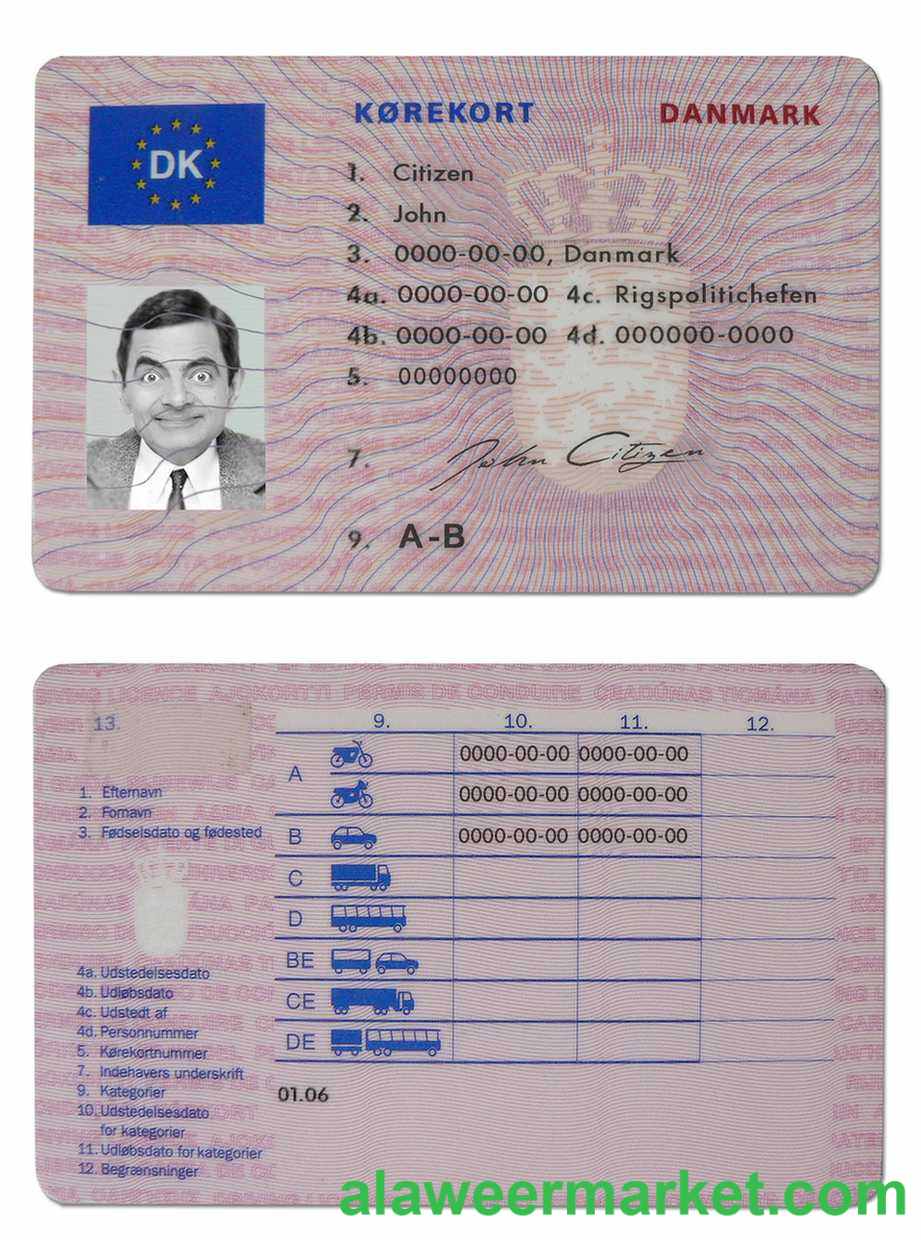 KØREKORT DANMARK
DK
1. Citizen
2. John
3. 0000-00-00, Danmark
4a. 0000-00-00 4c. Rigspolitichefen
4b. 0000-00-00 4d. 000000-0000
5. 00000000
7. John Citizen
9. A-B
LICENCE AJOKORTTI PERMIS DE CONDUIRE CEADÚNAS TIOMÁNA
13. 9. 10. 11. 12.
A 0000-00-00 0000-00-00
0000-00-00 0000-00-00
B 0000-00-00 0000-00-00
C
D
BE
CE
DE
1. Efternavn
2. Fornavn
3. Fødselsdato og fødested
4a. Udstedelsesdato
4b. Udløbsdato
4c. Udstedt af
4d. Personnummer
5. Kørekortnummer
7. Indehavers underskrift
9. Kategorier
10. Udstedelsesdato
for kategorier
11. Udløbsdato for kategorier
12. Begrænsninger
01.06
alaweermarket.com